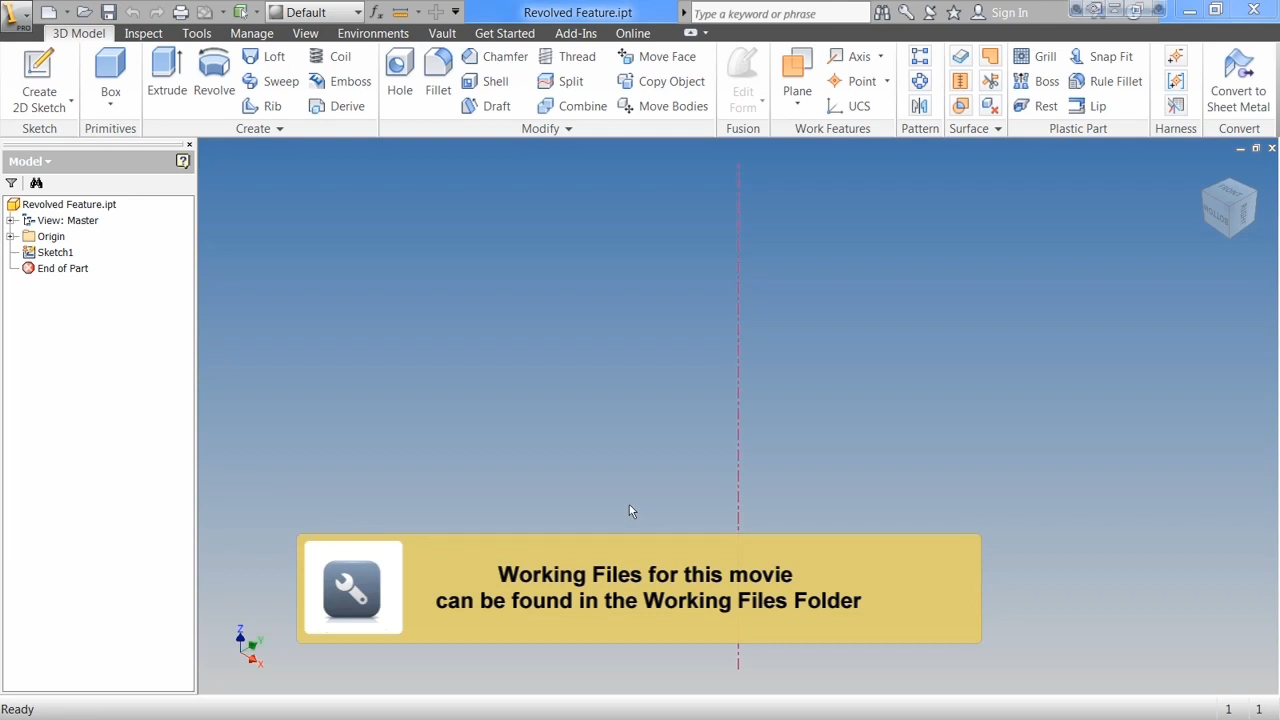 PRO
Default
Revolved Feature.ipt
Type a keyword or phrase
Sign In
3D Model Inspect Tools Manage View Environments Vault Get Started Add-Ins Online
Create
2D Sketch
Box
Extrude
Revolve
Loft
Sweep
Rib
Coil
Emboss
Derive
Hole
Fillet
Chamfer
Shell
Draft
Thread
Split
Combine
Move Face
Copy Object
Move Bodies
Edit
Form
Plane
Axis
Point
UCS
Grill
Boss
Rest
Snap Fit
Rule Fillet
Lip
Convert to
Sheet Metal
Sketch Primitives Create Modify Fusion Work Features Pattern Surface Plastic Part Harness Convert
Model
Revolved Feature.ipt
View: Master
Origin
Sketch1
End of Part
FRONT
RIGHT
BOTTOM
Working Files for this movie
can be found in the Working Files Folder
Z
Y
X
Ready
1 1